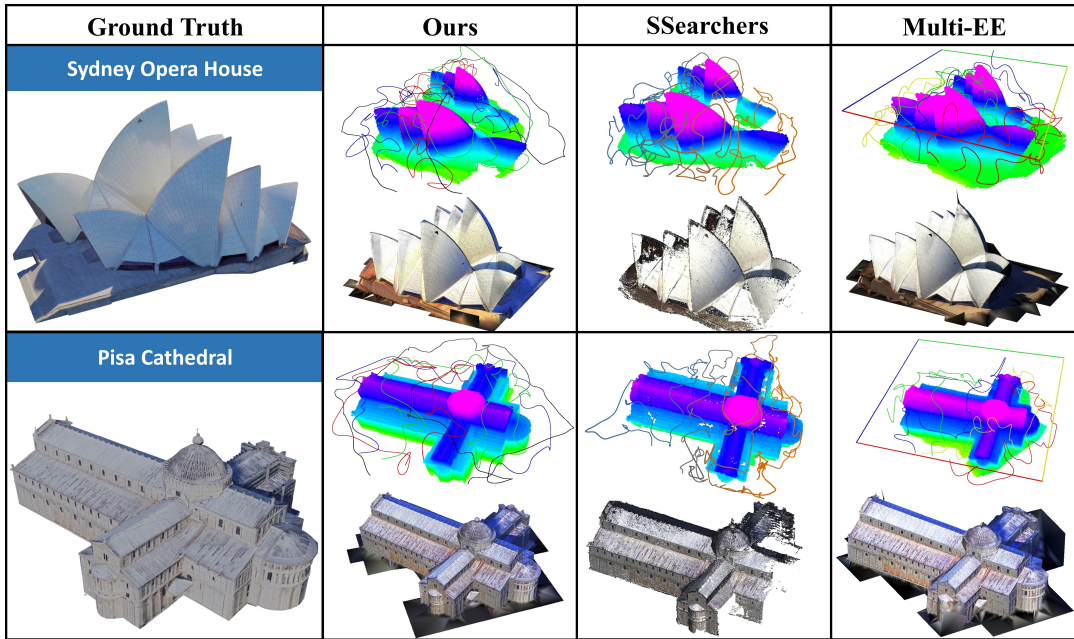 Ground Truth
Ours
SSearchers
Multi-EE
Sydney Opera House
Pisa Cathedral